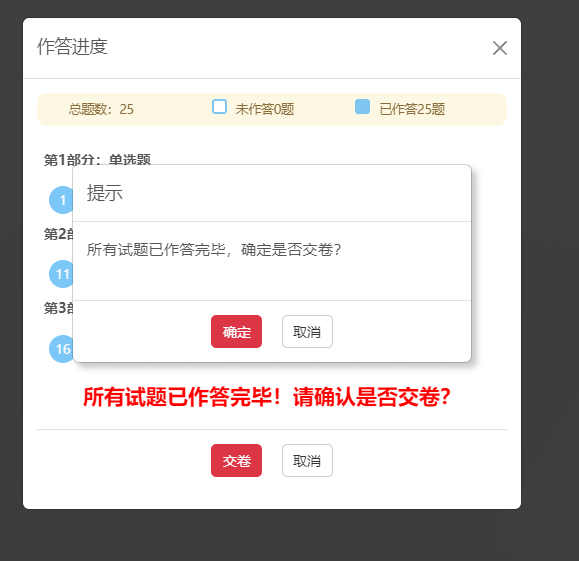 作答进度
总题数：25 未作答0题 已作答25题
第1部分：单选题
1
提示
第2部
所有试题已作答完毕，确定是否交卷？
11
第3部
确定 取消
16
所有试题已作答完毕！请确认是否交卷？
交卷 取消